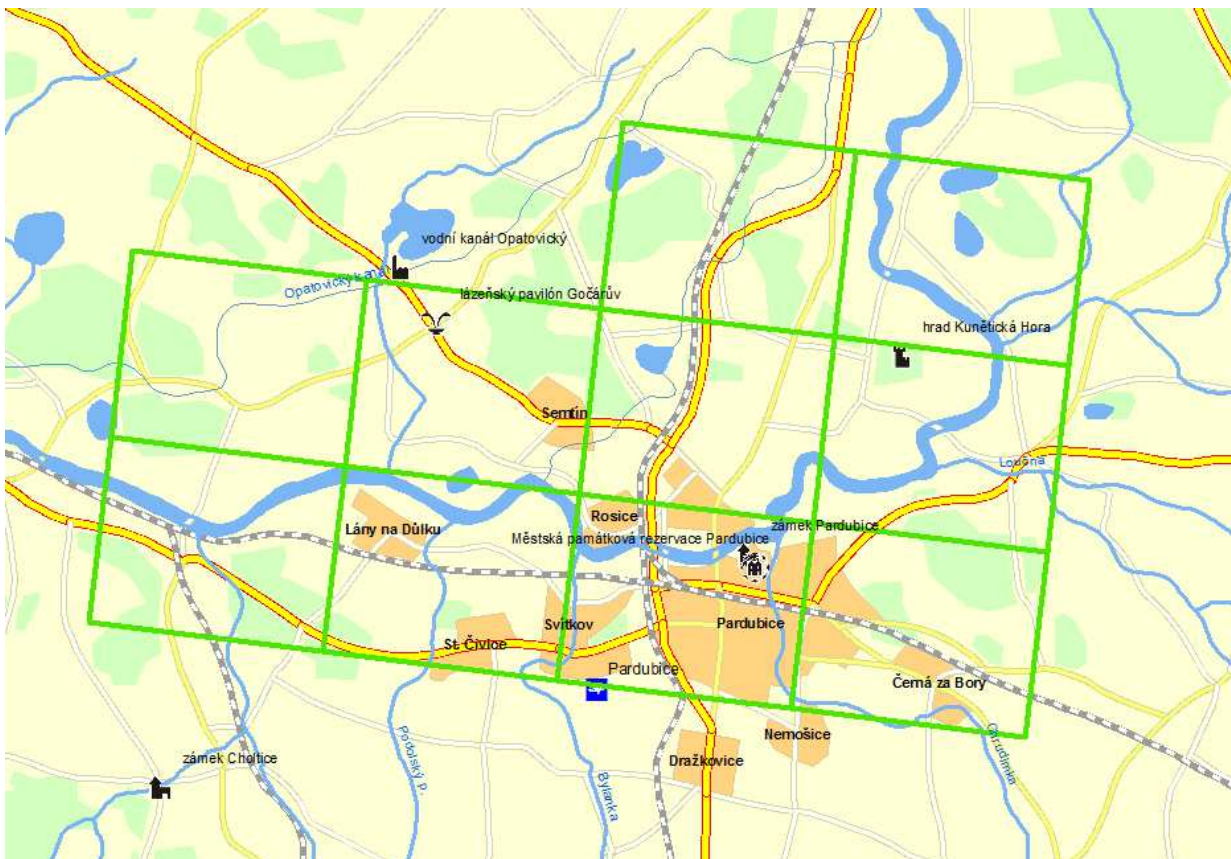 vodní kanál Opatovický
Opatovický kanál
lázeňský pavilón Gočárův
hrad Kunětická Hora
Semtín
Loučná
Rosice
zámek Pardubice
Lány na Důlku
Městská památková rezervace Pardubice
Svítkov
Pardubice
St. Čívice
Pardubice
Černá za Bory
Nemošice
Chrudimka
zámek Choltice
Podolský p.
Dražkovice
Bylanka